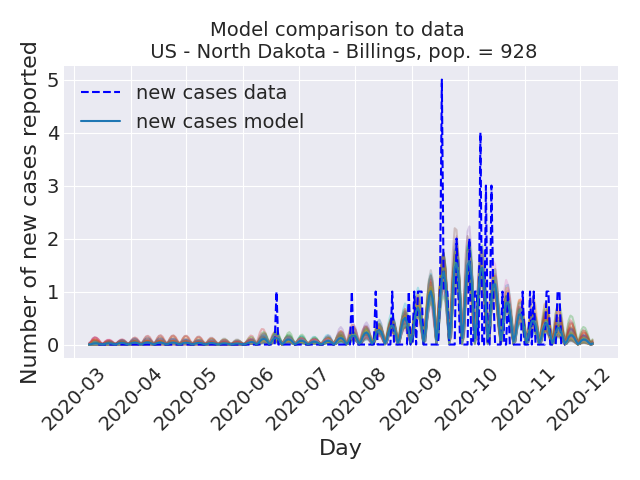 Model comparison to data
US - North Dakota - Billings, pop. = 928
Number of new cases reported
5
4
3
2
1
0
new cases data
new cases model
2020-03
2020-04
2020-05
2020-06
2020-07
2020-08
2020-09
2020-10
2020-11
2020-12
Day